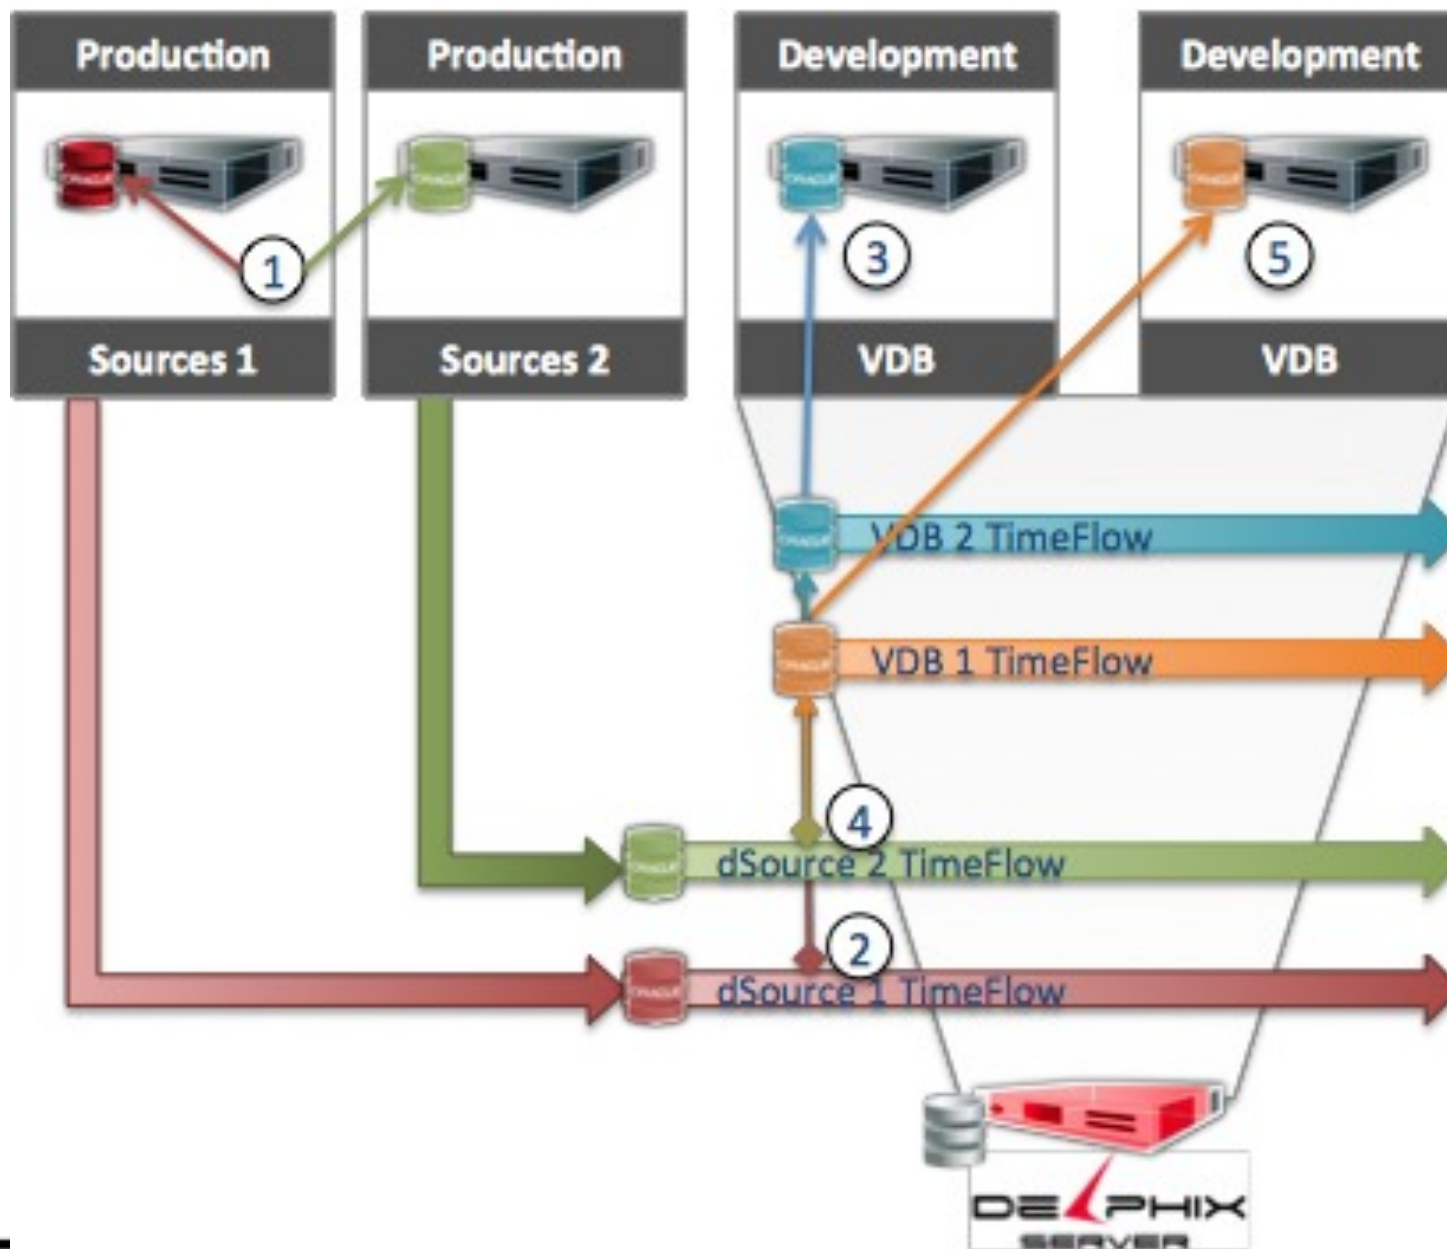 Production
Production
Development
Development
1
3
5
Sources 1
Sources 2
VDB
VDB
VDB 2 TimeFlow
VDB 1 TimeFlow
4
dSource 2 TimeFlow
2
dSource 1 TimeFlow
DELPHIX
SERVER